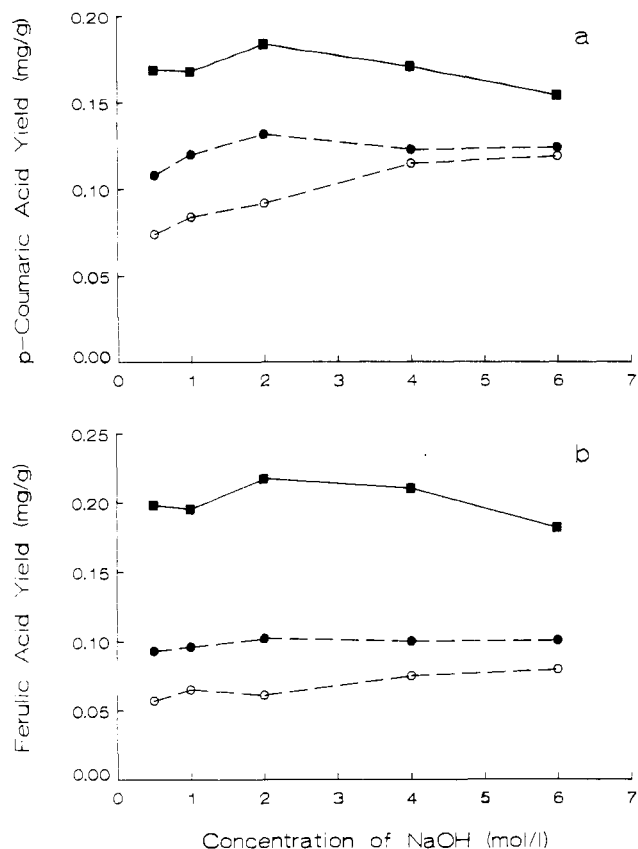 a
p-Coumaric Acid Yield (mg/g)
0.20
0.15
0.10
0.05
0.00
0 1 2 3 4 5 6 7
b
Ferulic Acid Yield (mg/g)
0.25
0.20
0.15
0.10
0.05
0.00
0 1 2 3 4 5 6 7
Concentration of NaOH (mol/l)